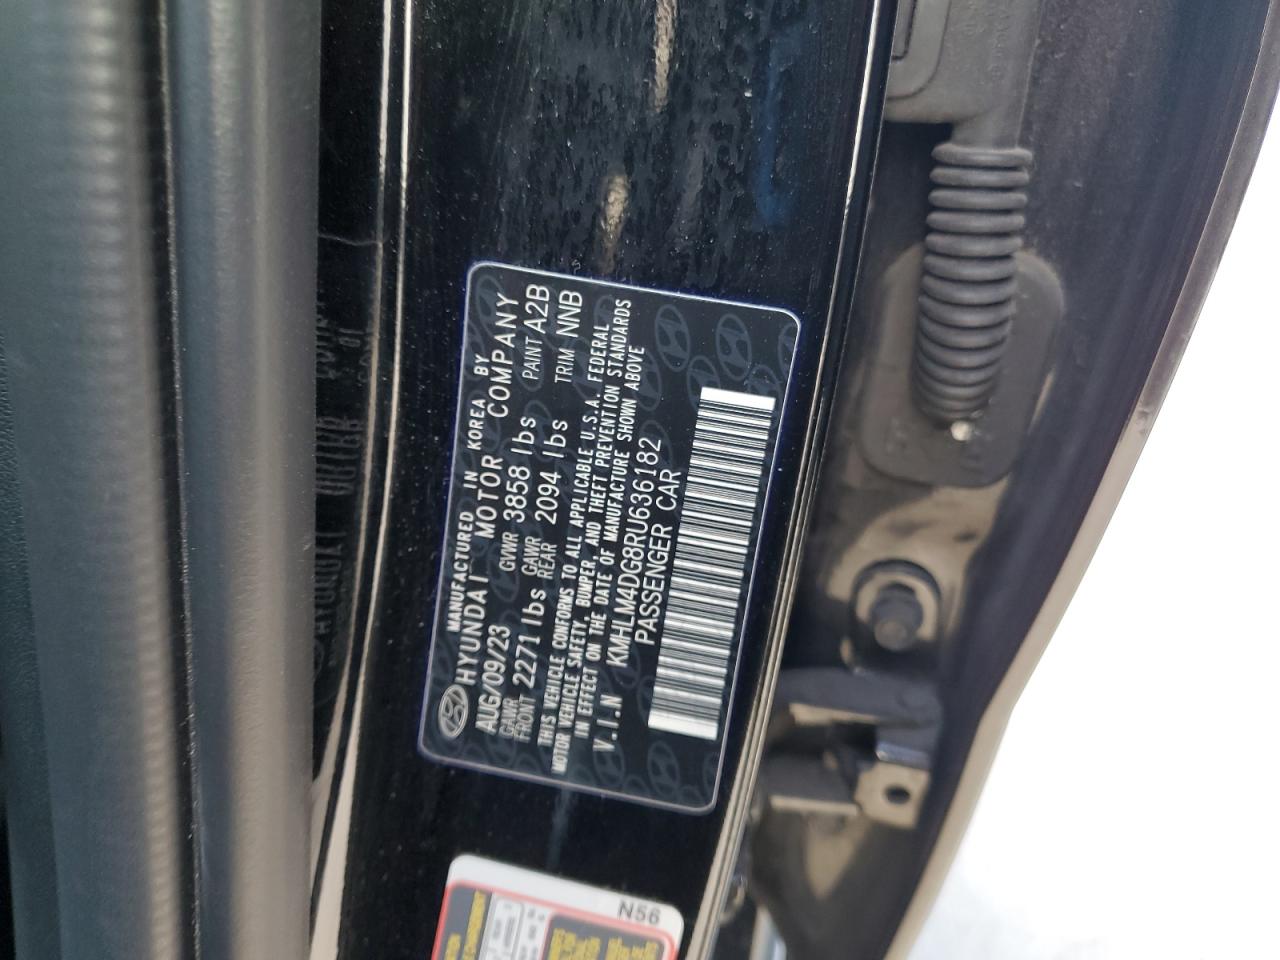 MANUFACTURED IN KOREA BY
HYUNDAI MOTOR COMPANY
AUG/09/23 GVWR 3858 lbs PAINT A2B
GAWR FRONT 2271 lbs GAWR REAR 2094 lbs TRIM NNB
THIS VEHICLE CONFORMS TO ALL APPLICABLE U.S.A. FEDERAL
MOTOR VEHICLE SAFETY, BUMPER, AND THEFT PREVENTION STANDARDS
IN EFFECT ON THE DATE OF MANUFACTURE SHOWN ABOVE
V.I.N KMHLM4DG8RU636182
PASSENGER CAR
N56